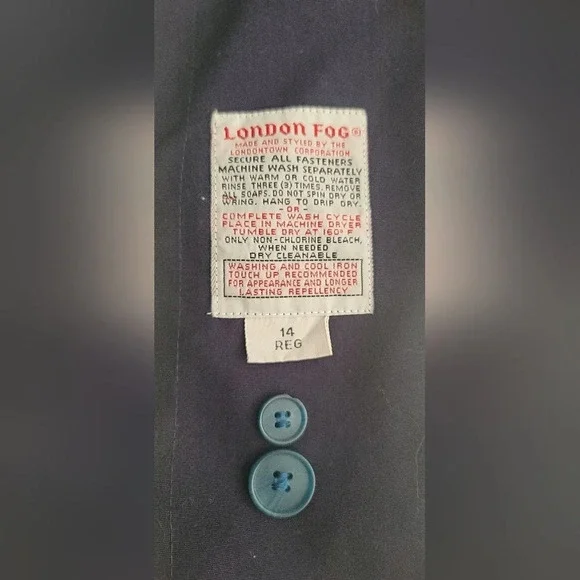 LONDON FOG®
MADE AND STYLED BY THE
LONDONTOWN CORPORATION
SECURE ALL FASTENERS
MACHINE WASH SEPARATELY
WITH WARM OR COLD WATER
RINSE THREE (3) TIMES. REMOVE
ALL SOAPS. DO NOT SPIN DRY OR
WRING. HANG TO DRIP DRY.
- OR -
COMPLETE WASH CYCLE
PLACE IN MACHINE DRYER
TUMBLE DRY AT 160° F
ONLY NON-CHLORINE BLEACH,
WHEN NEEDED
DRY CLEANABLE
WASHING AND COOL IRON
TOUCH UP RECOMMENDED
FOR APPEARANCE AND LONGER
LASTING REPELLENCY
14
REG